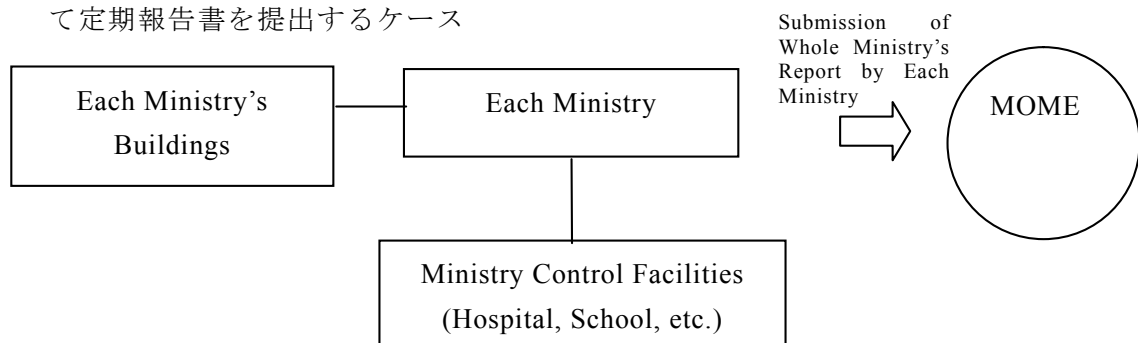 て定期報告書を提出するケース
Submission of
Whole Ministry's
Report by Each
Ministry
Each Ministry's
Buildings
Each Ministry
MOME
Ministry Control Facilities
(Hospital, School, etc.)